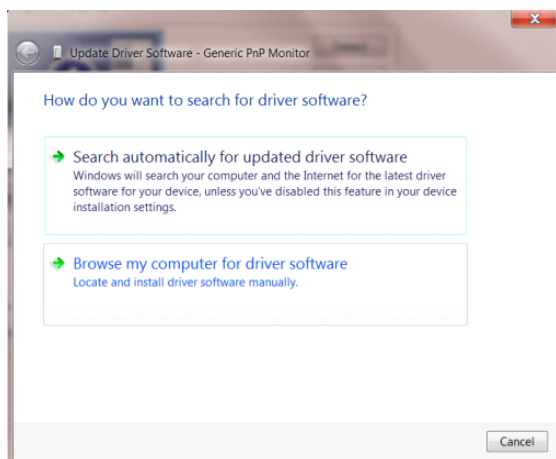 Update Driver Software - Generic PnP Monitor
How do you want to search for driver software?
Search automatically for updated driver software
Windows will search your computer and the Internet for the latest driver
software for your device, unless you've disabled this feature in your device
installation settings.
Browse my computer for driver software
Locate and install driver software manually.
Cancel